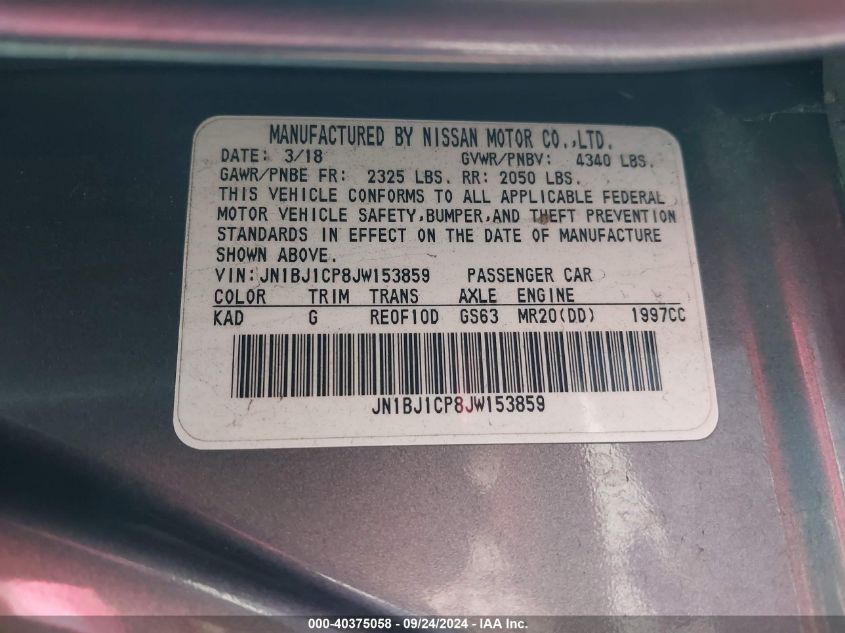 MANUFACTURED BY NISSAN MOTOR CO.,LTD.
DATE: 3/18 GVWR/PNBV: 4340 LBS.
GAWR/PNBE FR: 2325 LBS. RR: 2050 LBS.
THIS VEHICLE CONFORMS TO ALL APPLICABLE FEDERAL
MOTOR VEHICLE SAFETY,BUMPER,AND THEFT PREVENTION
STANDARDS IN EFFECT ON THE DATE OF MANUFACTURE
SHOWN ABOVE.
VIN:JN1BJ1CP8JW153859 PASSENGER CAR
COLOR TRIM TRANS AXLE ENGINE
KAD G RE0F10D GS63 MR20(DD) 1997CC
JN1BJ1CP8JW153859
000-40375058 - 09/24/2024 - IAA Inc.